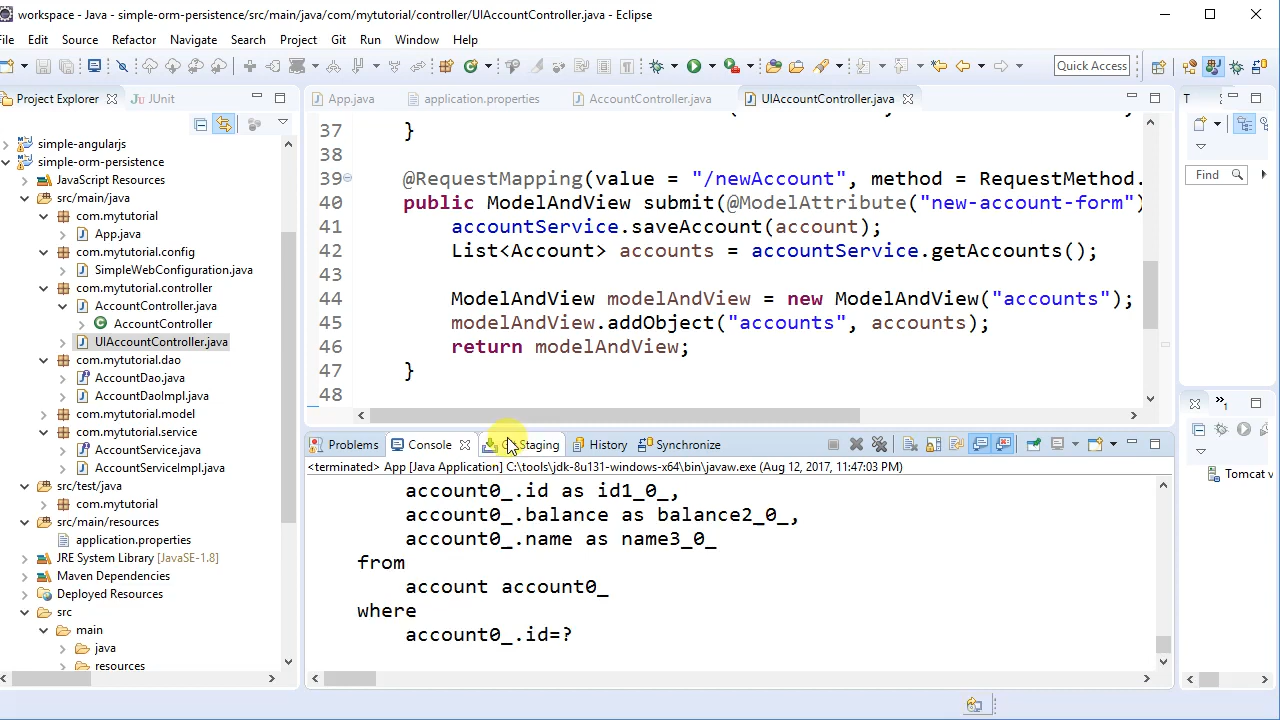 workspace - Java - simple-orm-persistence/src/main/java/com/mytutorial/controller/UIAccountController.java - Eclipse
File Edit Source Refactor Navigate Search Project Git Run Window Help
Quick Access
Project Explorer JUnit
simple-angularjs
simple-orm-persistence
JavaScript Resources
src/main/java
com.mytutorial
App.java
com.mytutorial.config
SimpleWebConfiguration.java
com.mytutorial.controller
AccountController.java
AccountController
UIAccountController.java
com.mytutorial.dao
AccountDao.java
AccountDaoImpl.java
com.mytutorial.model
com.mytutorial.service
AccountService.java
AccountServiceImpl.java
src/test/java
com.mytutorial
src/main/resources
application.properties
JRE System Library [JavaSE-1.8]
Maven Dependencies
Deployed Resources
src
main
java
resources
App.java application.properties AccountController.java UIAccountController.java
37 }
38
39 @RequestMapping(value = "/newAccount", method = RequestMethod.
40 public ModelAndView submit(@ModelAttribute("new-account-form")
41 accountService.saveAccount(account);
42 List<Account> accounts = accountService.getAccounts();
43
44 ModelAndView modelAndView = new ModelAndView("accounts");
45 modelAndView.addObject("accounts", accounts);
46 return modelAndView;
47 }
48
Problems Console Staging History Synchronize
<terminated> App [Java Application] C:\tools\jdk-8u131-windows-x64\bin\javaw.exe (Aug 12, 2017, 11:47:03 PM)
account0_.id as id1_0_,
account0_.balance as balance2_0_,
account0_.name as name3_0_
from
account account0_
where
account0_.id=?
T
Find
1
Tomcat v